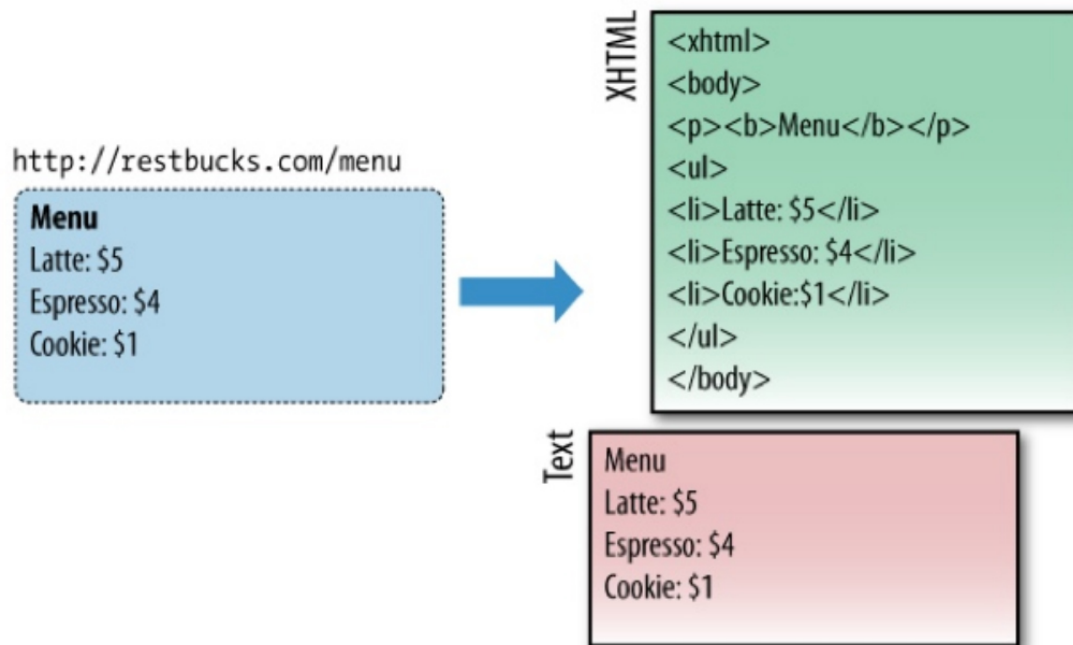 http://restbucks.com/menu
Menu
Latte: $5
Espresso: $4
Cookie: $1
XHTML
<xhtml>
<body>
<p><b>Menu</b></p>
<ul>
<li>Latte: $5</li>
<li>Espresso: $4</li>
<li>Cookie:$1</li>
</ul>
</body>
Text
Menu
Latte: $5
Espresso: $4
Cookie: $1